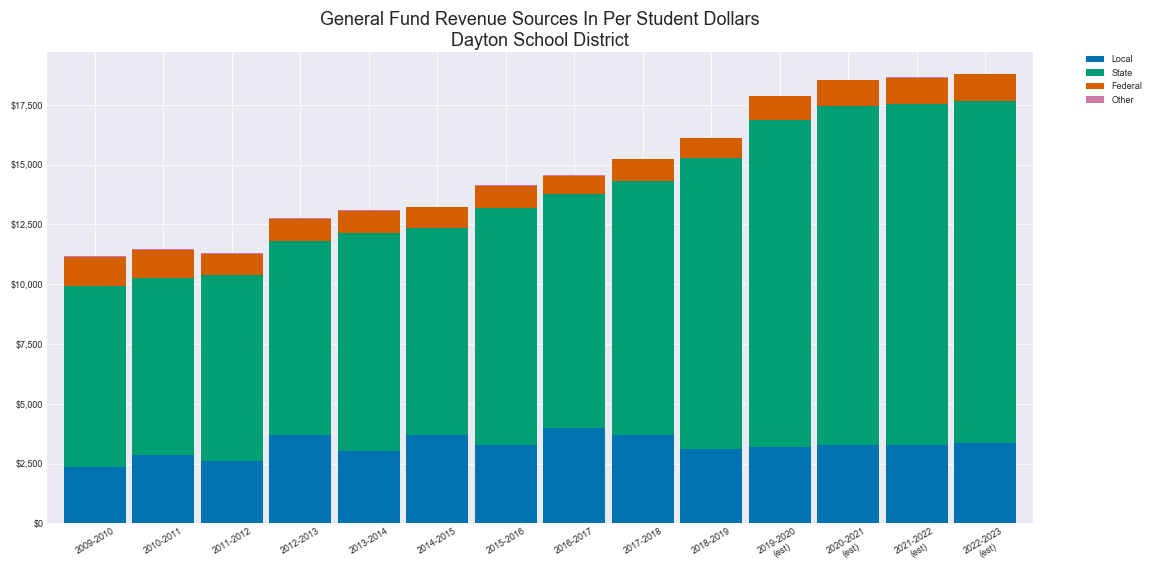 General Fund Revenue Sources In Per Student Dollars
Dayton School District
Local
State
Federal
Other
$17,500
$15,000
$12,500
$10,000
$7,500
$5,000
$2,500
$0
2009-2010
2010-2011
2011-2012
2012-2013
2013-2014
2014-2015
2015-2016
2016-2017
2017-2018
2018-2019
2019-2020
(est)
2020-2021
(est)
2021-2022
(est)
2022-2023
(est)